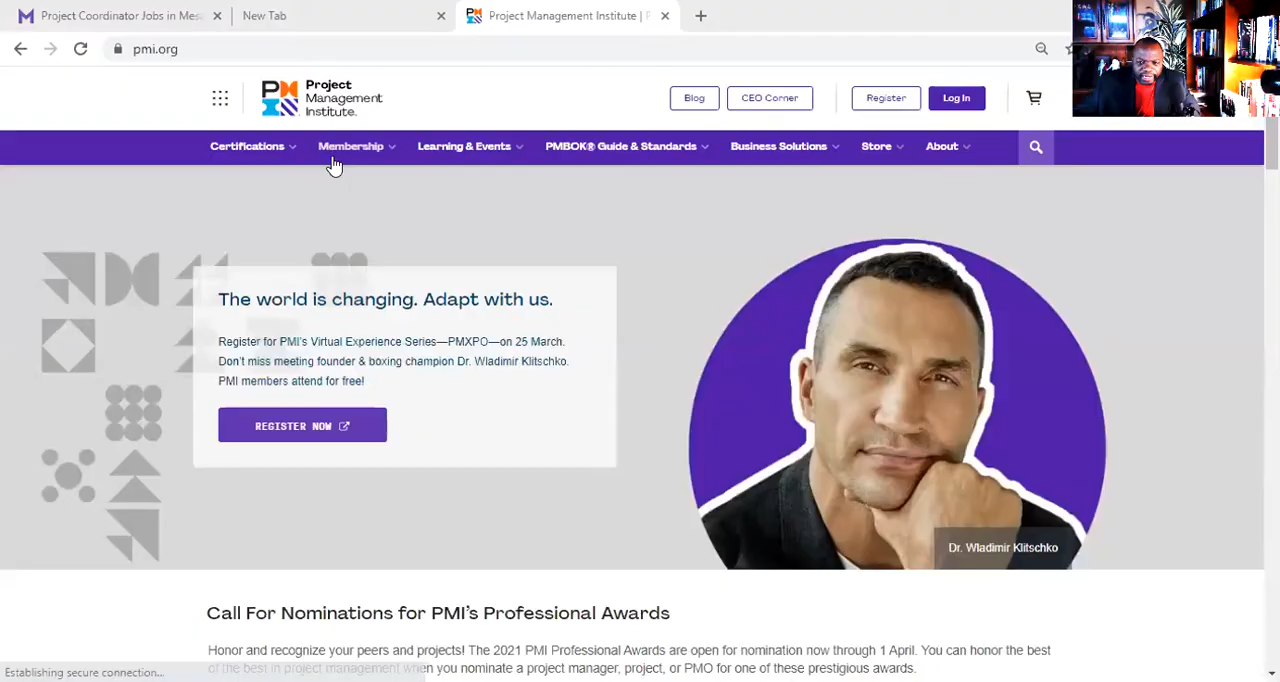 Project Coordinator Jobs in Mesa
New Tab
Project Management Institute | P
pmi.org
PMI
Project
Management
Institute.
Blog
CEO Corner
Register
Log In
Certifications
Membership
Learning & Events
PMBOK® Guide & Standards
Business Solutions
Store
About
The world is changing. Adapt with us.
Register for PMI's Virtual Experience Series—PMXPO—on 25 March.
Don't miss meeting founder & boxing champion Dr. Wladimir Klitschko.
PMI members attend for free!
REGISTER NOW
Dr. Wladimir Klitschko
Call For Nominations for PMI's Professional Awards
Honor and recognize your peers and projects! The 2021 PMI Professional Awards are open for nomination now through 1 April. You can honor the best
of the best in project management when you nominate a project manager, project, or PMO for one of these prestigious awards.
Establishing secure connection...